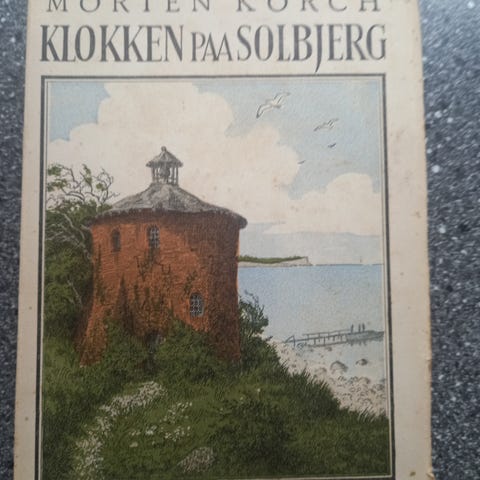 MORTEN KORCH
KLOKKEN PAA SOLBJERG